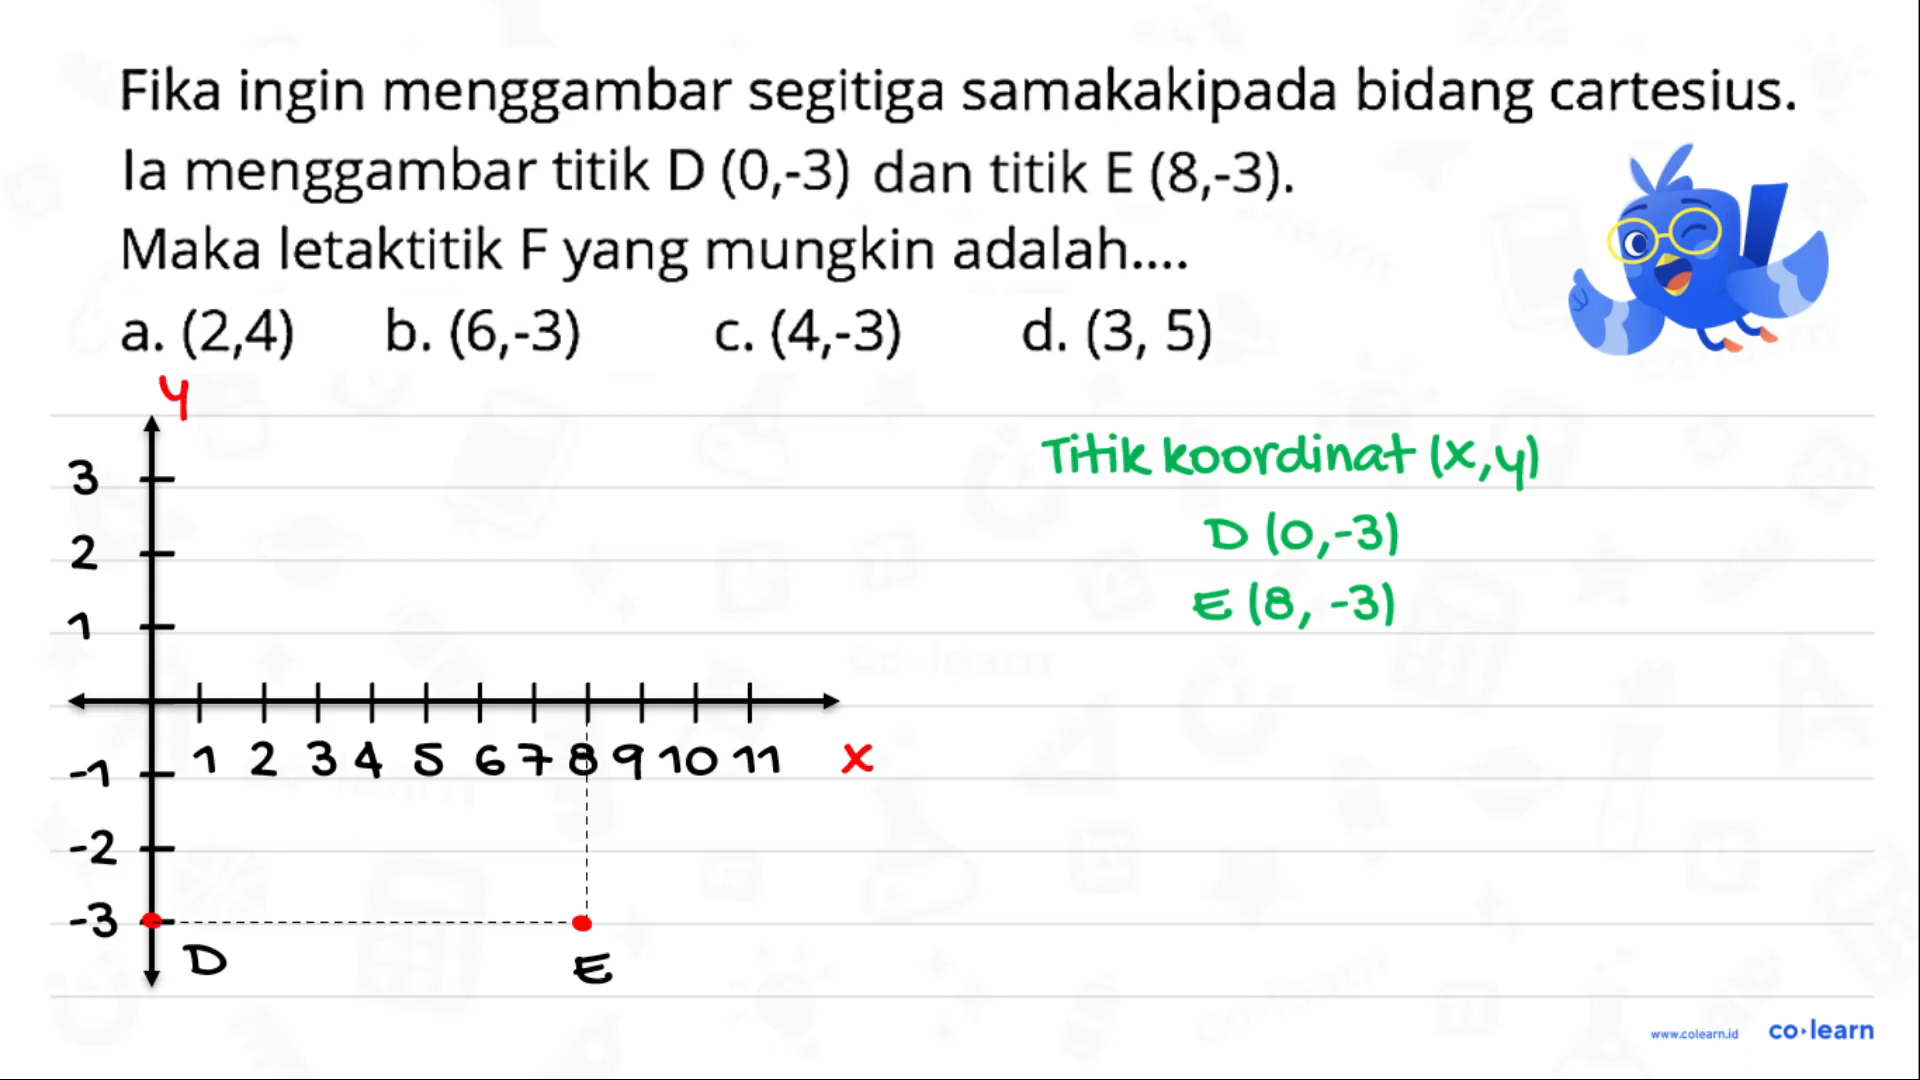 Fika ingin menggambar segitiga samakakipada bidang cartesius.
Ia menggambar titik D (0,-3) dan titik E (8,-3).
Maka letaktitik F yang mungkin adalah....
a. (2,4) b. (6,-3) c. (4,-3) d. (3, 5)
y
3
2
1
1 2 3 4 5 6 7 8 9 10 11 x
-1
-2
-3
D
E
Titik koordinat (x,y)
D (0,-3)
E (8, -3)
www.colearn.id co learn